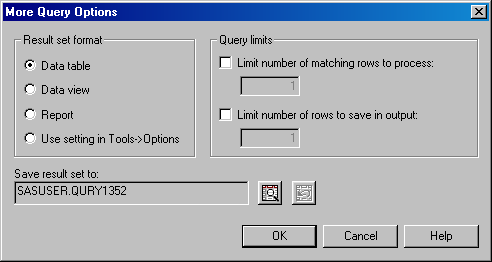 More Query Options
Result set format
Data table
Data view
Report
Use setting in Tools->Options
Query limits
Limit number of matching rows to process:
1
Limit number of rows to save in output:
1
Save result set to:
SASUSER.QURY1352
OK
Cancel
Help